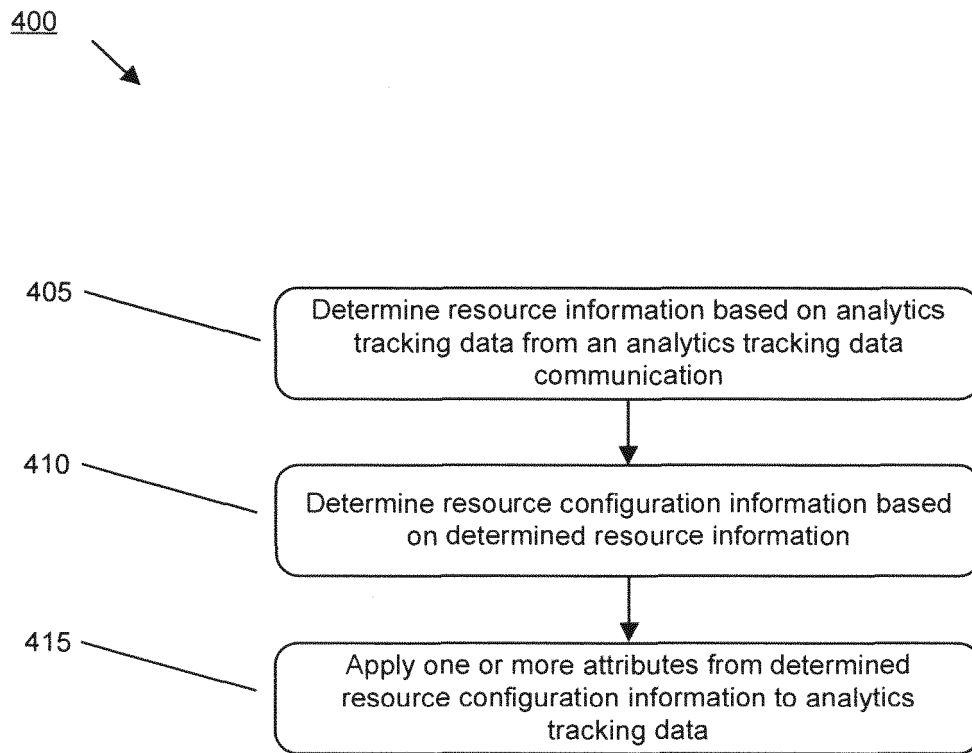 400
405
Determine resource information based on analytics
tracking data from an analytics tracking data
communication
410
Determine resource configuration information based
on determined resource information
415
Apply one or more attributes from determined
resource configuration information to analytics
tracking data